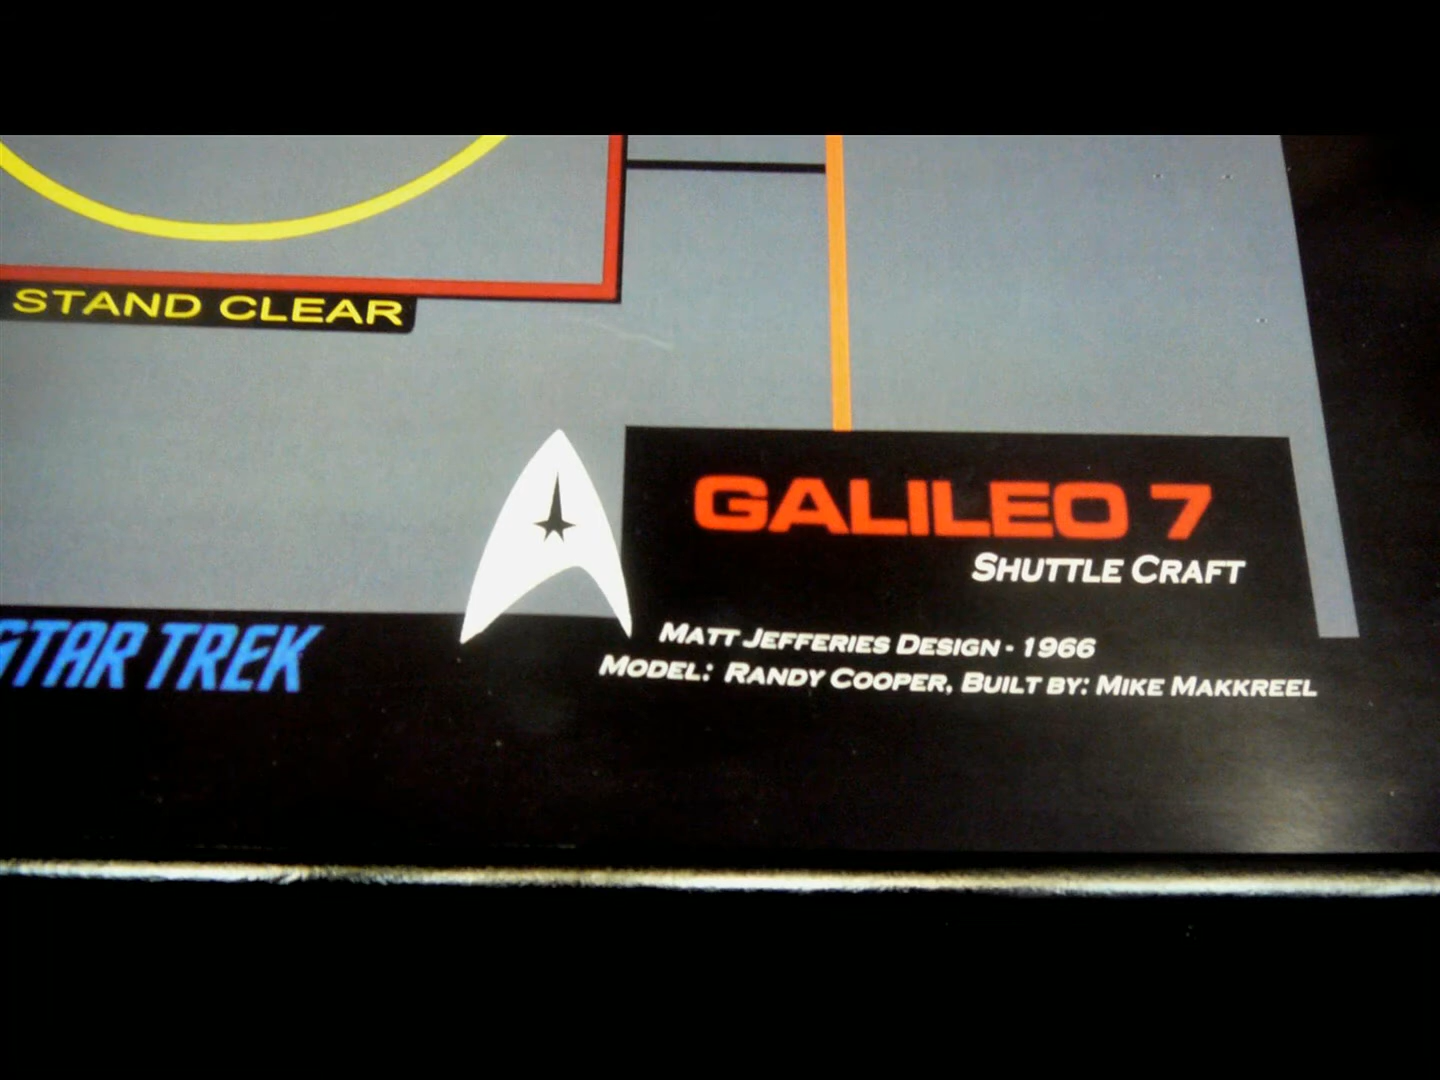 STAND CLEAR
GALILEO 7
SHUTTLE CRAFT
STAR TREK
MATT JEFFERIES DESIGN - 1966
MODEL: RANDY COOPER, BUILT BY: MIKE MAKKREEL